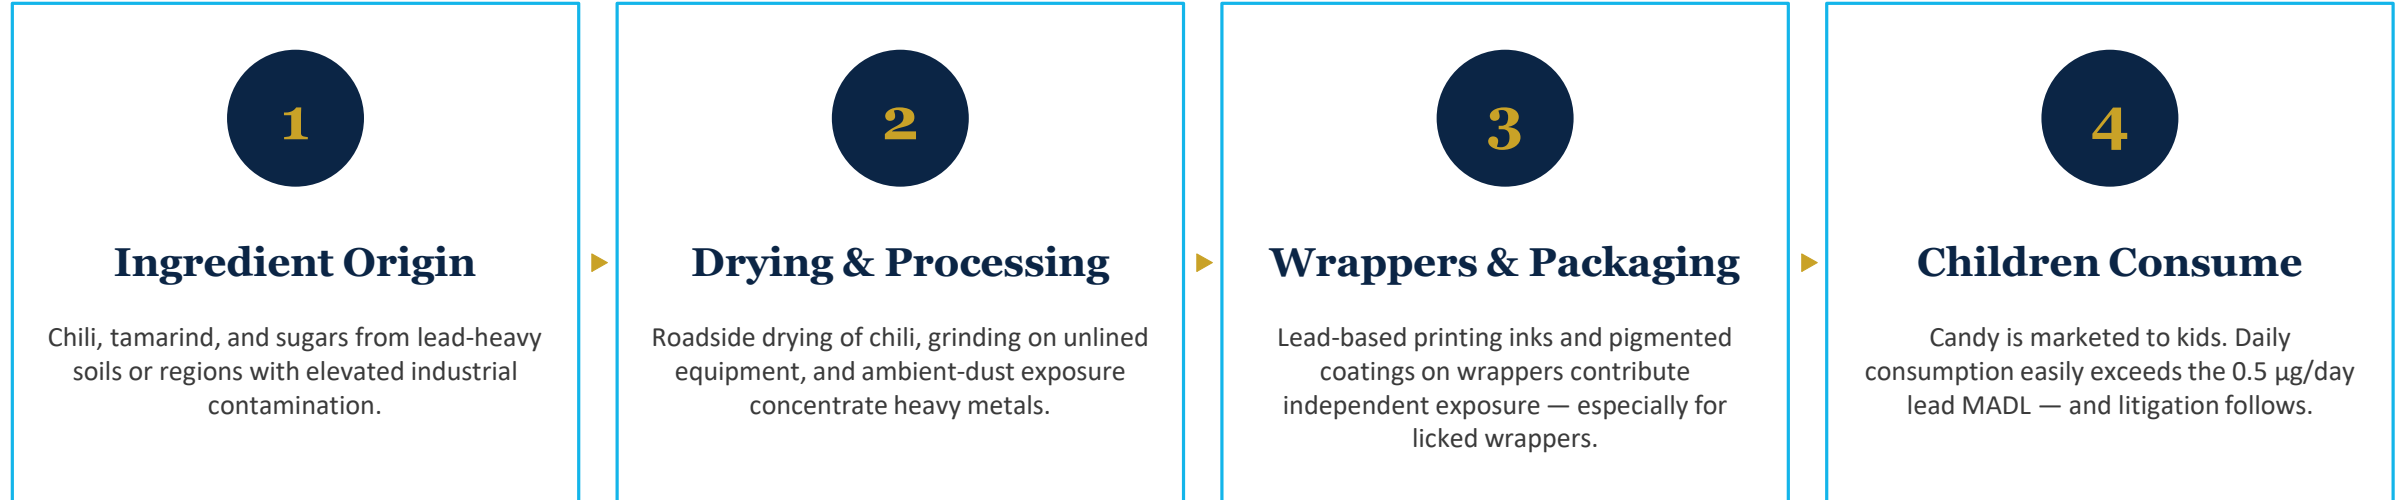 1
Ingredient Origin
Chili, tamarind, and sugars from lead-heavy
soils or regions with elevated industrial
contamination.
2
Drying & Processing
Roadside drying of chili, grinding on unlined
equipment, and ambient-dust exposure
concentrate heavy metals.
3
Wrappers & Packaging
Lead-based printing inks and pigmented
coatings on wrappers contribute
independent exposure — especially for
licked wrappers.
4
Children Consume
Candy is marketed to kids. Daily
consumption easily exceeds the 0.5 µg/day
lead MADL — and litigation follows.